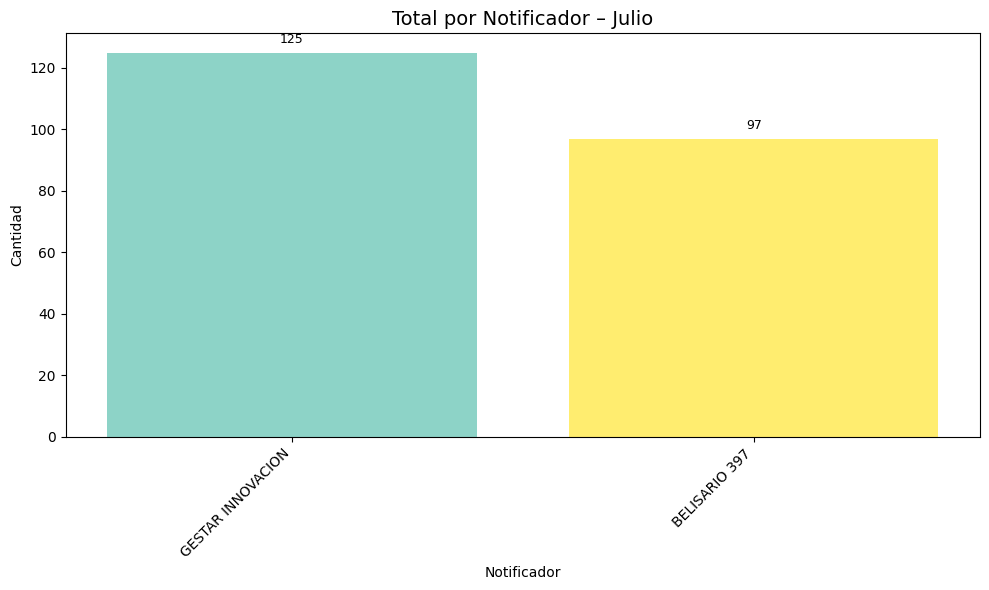 Total por Notificador – Julio
125
97
120
100
80
60
40
20
0
Cantidad
GESTAR INNOVACION
BELISARIO 397
Notificador